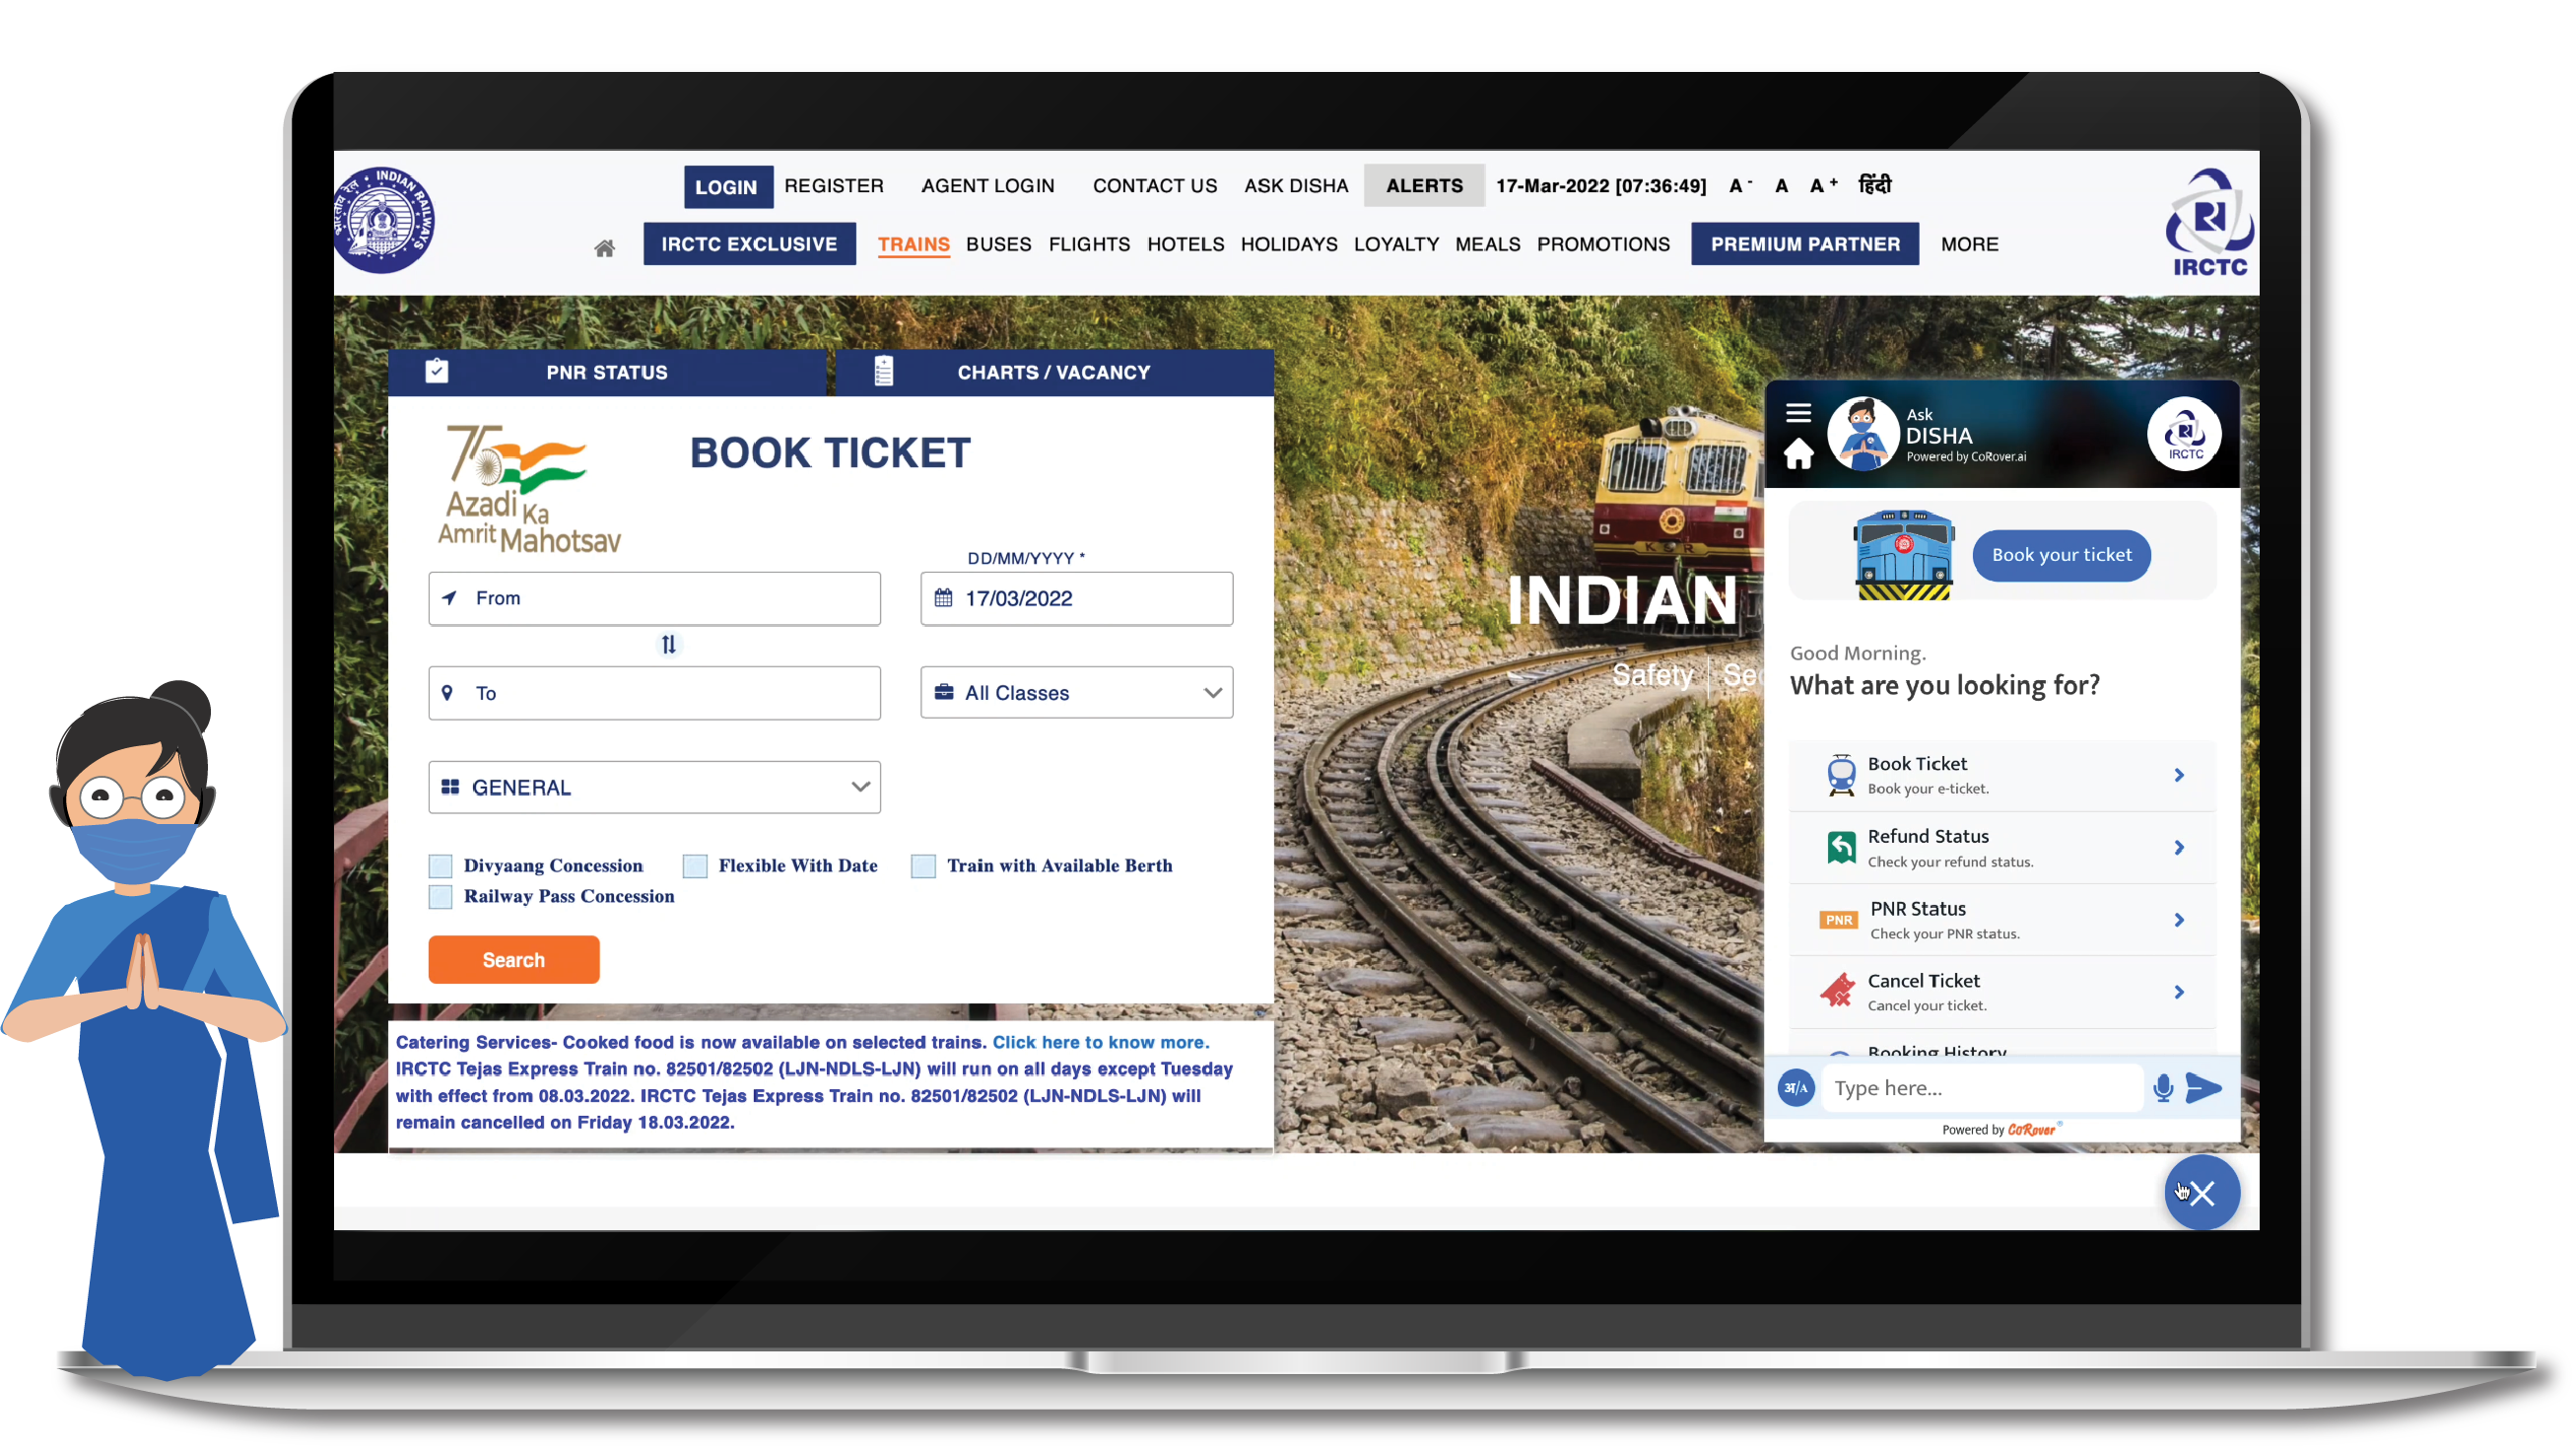 भारतीय रेल • INDIAN RAILWAYS
LOGIN REGISTER AGENT LOGIN CONTACT US ASK DISHA ALERTS 17-Mar-2022 [07:36:49] A- A A+ हिंदी
IRCTC EXCLUSIVE TRAINS BUSES FLIGHTS HOTELS HOLIDAYS LOYALTY MEALS PROMOTIONS PREMIUM PARTNER MORE
IRCTC
PNR STATUS CHARTS / VACANCY
75
Azadi Ka
Amrit Mahotsav
BOOK TICKET
DD/MM/YYYY *
From
17/03/2022
To
All Classes
GENERAL
Divyaang Concession Flexible With Date Train with Available Berth
Railway Pass Concession
Search
Catering Services- Cooked food is now available on selected trains. Click here to know more.
IRCTC Tejas Express Train no. 82501/82502 (LJN-NDLS-LJN) will run on all days except Tuesday
with effect from 08.03.2022. IRCTC Tejas Express Train no. 82501/82502 (LJN-NDLS-LJN) will
remain cancelled on Friday 18.03.2022.
INDIAN
Safety | Se
Ask
DISHA
Powered by CoRover.ai
IRCTC
Book your ticket
Good Morning.
What are you looking for?
Book Ticket
Book your e-ticket.
Refund Status
Check your refund status.
PNR
PNR Status
Check your PNR status.
Cancel Ticket
Cancel your ticket.
Booking History
अ/A Type here...
Powered by CoRover®